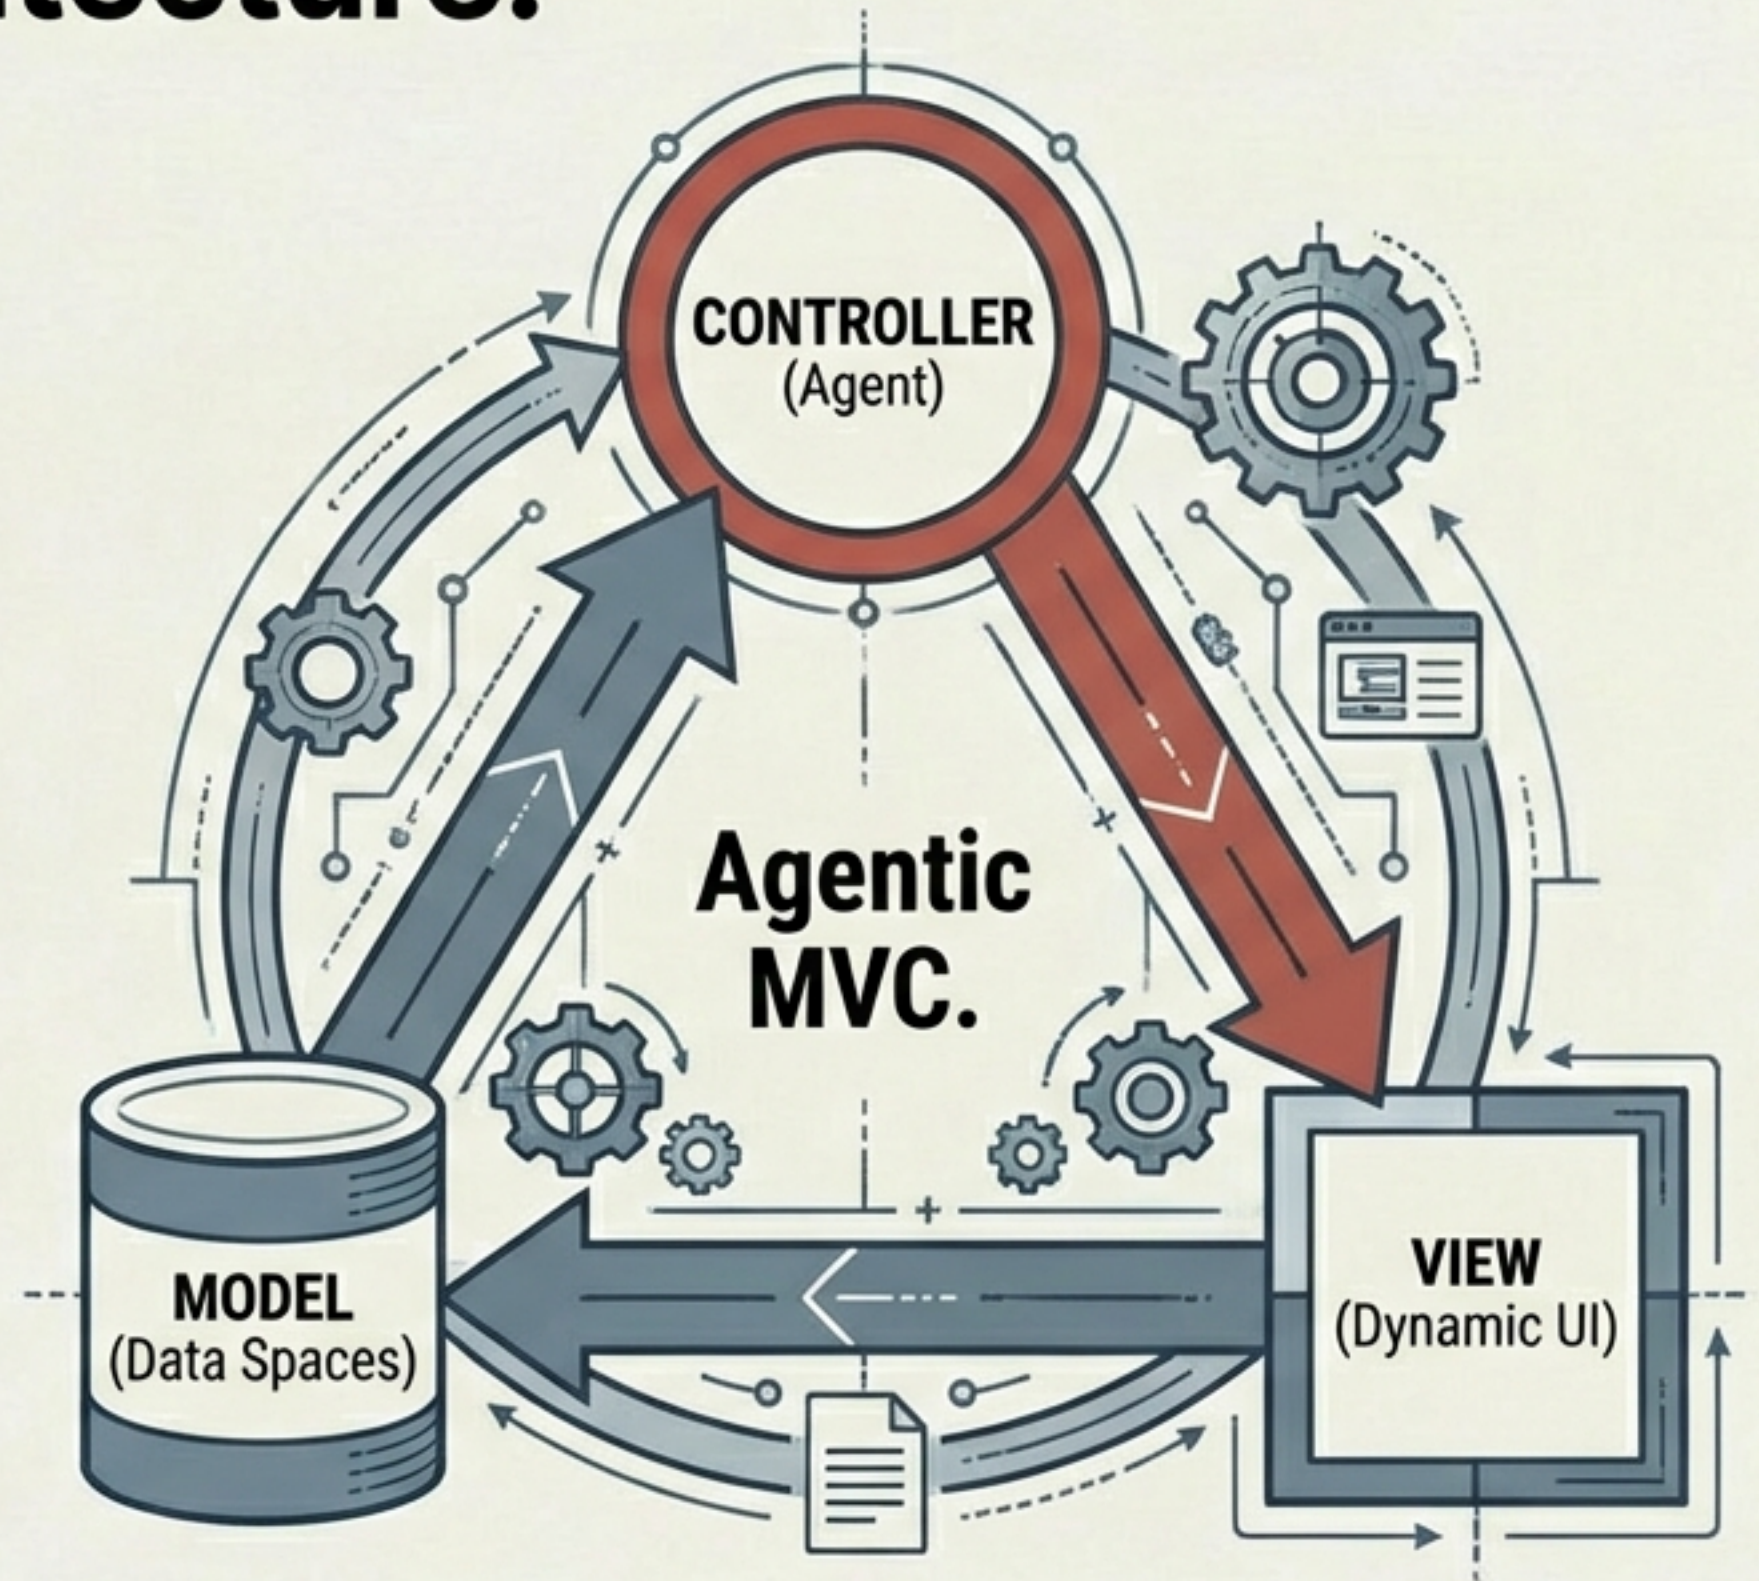 CONTROLLER
(Agent)
Agentic
MVC.
MODEL
(Data Spaces)
VIEW
(Dynamic UI)